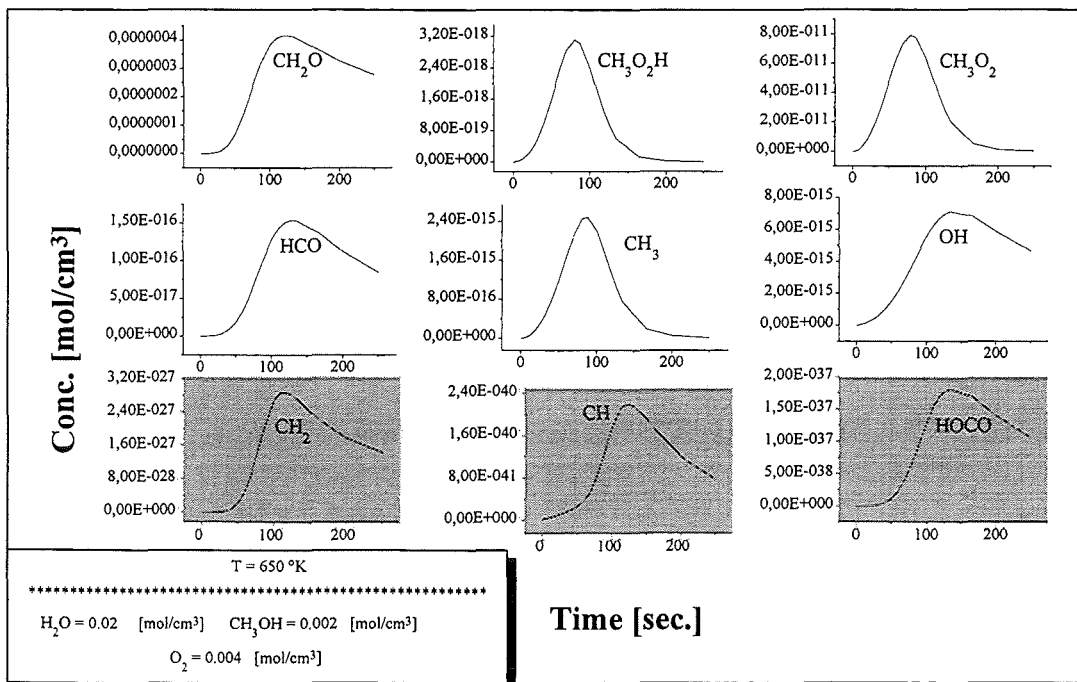 Conc. [mol/cm³]
0,0000004
0,0000003
0,0000002
0,0000001
0,0000000
CH₂O
0 100 200
3,20E-018
2,40E-018
1,60E-018
8,00E-019
0,00E+000
CH₃O₂H
0 100 200
8,00E-011
6,00E-011
4,00E-011
2,00E-011
0,00E+000
CH₃O₂
0 100 200
1,50E-016
1,00E-016
5,00E-017
0,00E+000
HCO
0 100 200
2,40E-015
1,60E-015
8,00E-016
0,00E+000
CH₃
0 100 200
8,00E-015
6,00E-015
4,00E-015
2,00E-015
0,00E+000
OH
0 100 200
3,20E-027
2,40E-027
1,60E-027
8,00E-028
0,00E+000
CH₂
0 100 200
2,40E-040
1,60E-040
8,00E-041
0,00E+000
CH
0 100 200
2,00E-037
1,50E-037
1,00E-037
5,00E-038
0,00E+000
HOCO
0 100 200
T = 650 °K
****************************************************
H₂O = 0.02 [mol/cm³] CH₃OH = 0.002 [mol/cm³]
O₂ = 0.004 [mol/cm³]
Time [sec.]